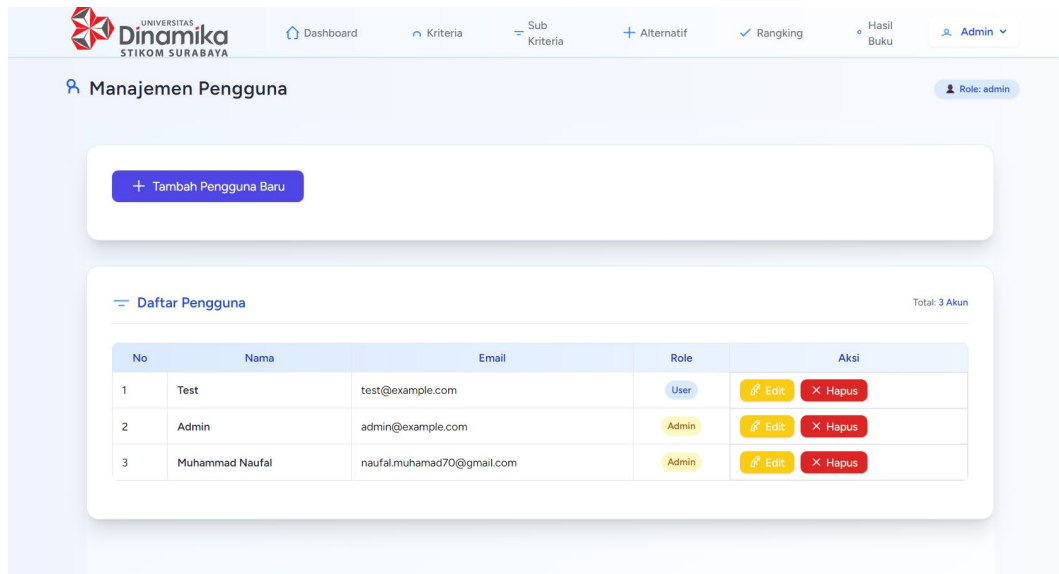 UNIVERSITAS
Dinamika
STIKOM SURABAYA
Dashboard
Kriteria
Sub
Kriteria
Alternatif
Rangking
Hasil
Buku
Admin
Manajemen Pengguna
Role: admin
+ Tambah Pengguna Baru
Daftar Pengguna
Total: 3 Akun
No Nama Email Role Aksi
1 Test test@example.com User Edit Hapus
2 Admin admin@example.com Admin Edit Hapus
3 Muhammad Naufal naufal.muhamad70@gmail.com Admin Edit Hapus